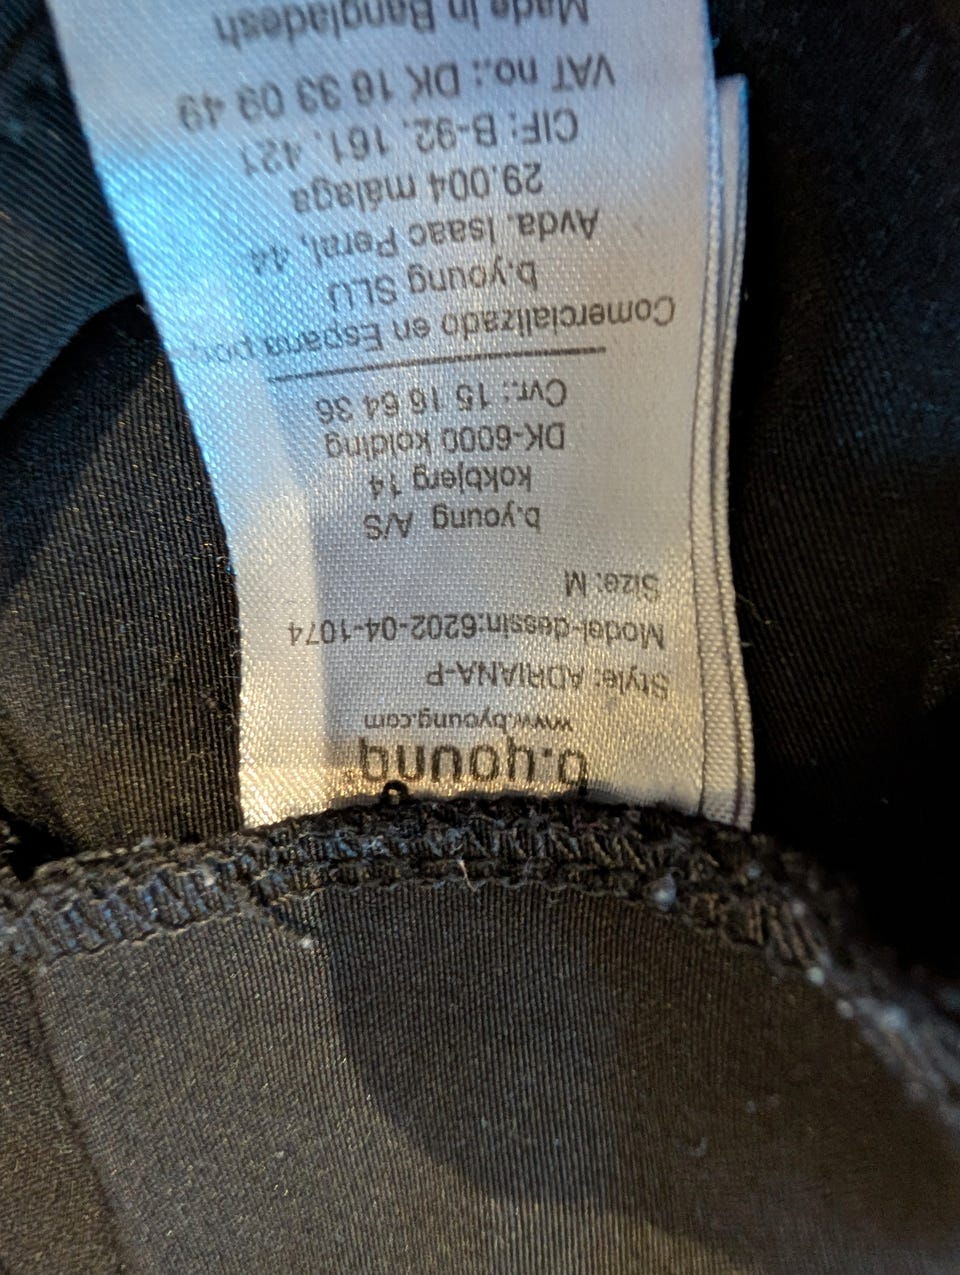 b.young
www.byoung.com
Style: ADRIANA-P
Model-dessin:6202-04-1074
Size: M
b.young A/S
kokbjerg 14
DK-6000 kolding
Cvr.: 15 16 64 36
Comercializado en Espana por:
b.young SLU
Avda. Isaac Peral, 44
29.004 málaga
CIF: B-92. 161. 421
VAT no.: DK 16 33 09 49
Made in Bangladesh